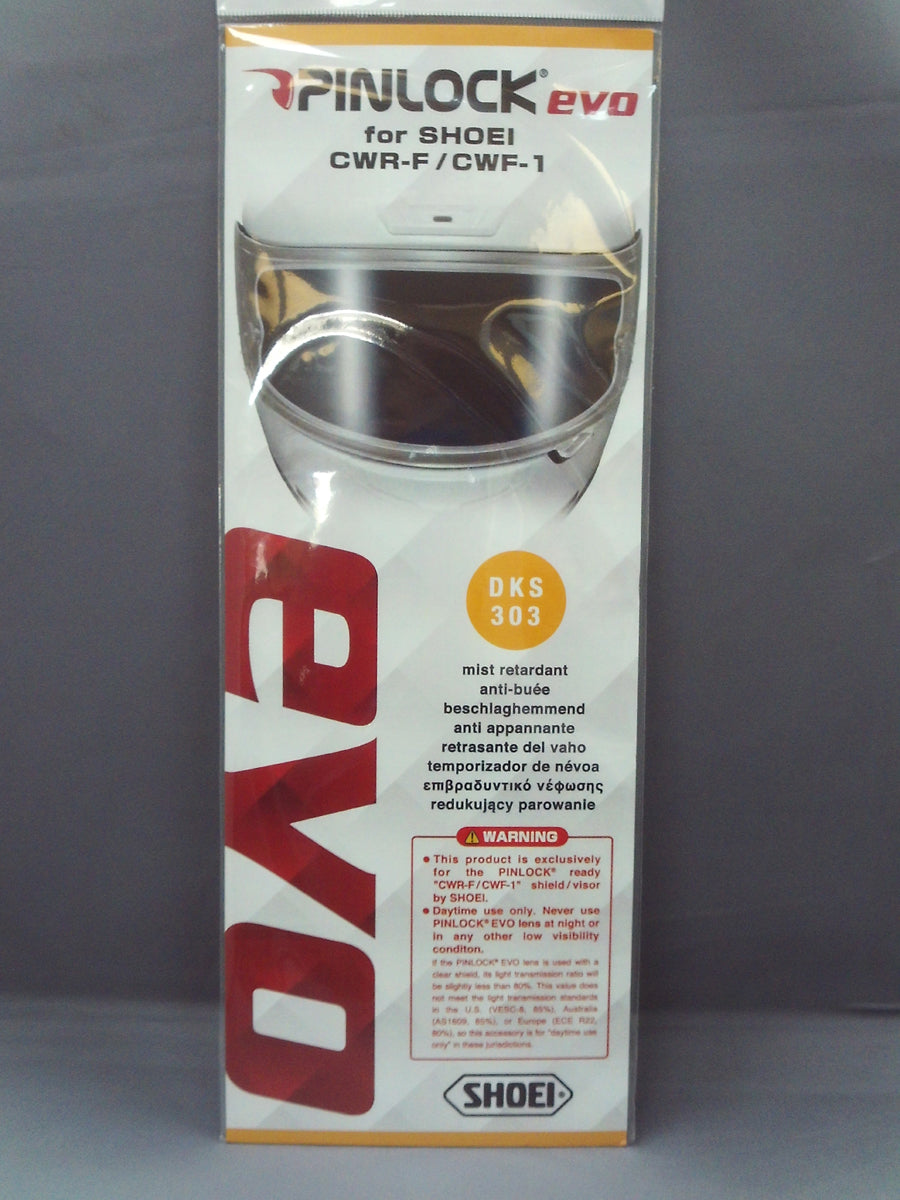 PINLOCK® evo
for SHOEI
CWR-F / CWF-1
evo
DKS
303
mist retardant
anti-buée
beschlaghemmend
anti appannante
retrasante del vaho
temporizador de névoa
επιβραδυντικό νέφωσης
redukujący parowanie
WARNING
● This product is exclusively
for the PINLOCK® ready
"CWR-F/CWF-1" shield/visor
by SHOEI.
● Daytime use only. Never use
PINLOCK® EVO lens at night or
in any other low visibility
conditon.
If the PINLOCK® EVO lens is used with a
clear shield, its light transmission ratio will
be slightly less than 80%. This value does
not meet the light transmission standards
in the U.S. (VESC-8, 85%), Australia
(AS1609, 85%), or Europe (ECE R22,
80%), so this accessory is for "daytime use
only" in these jurisdictions.
SHOEI